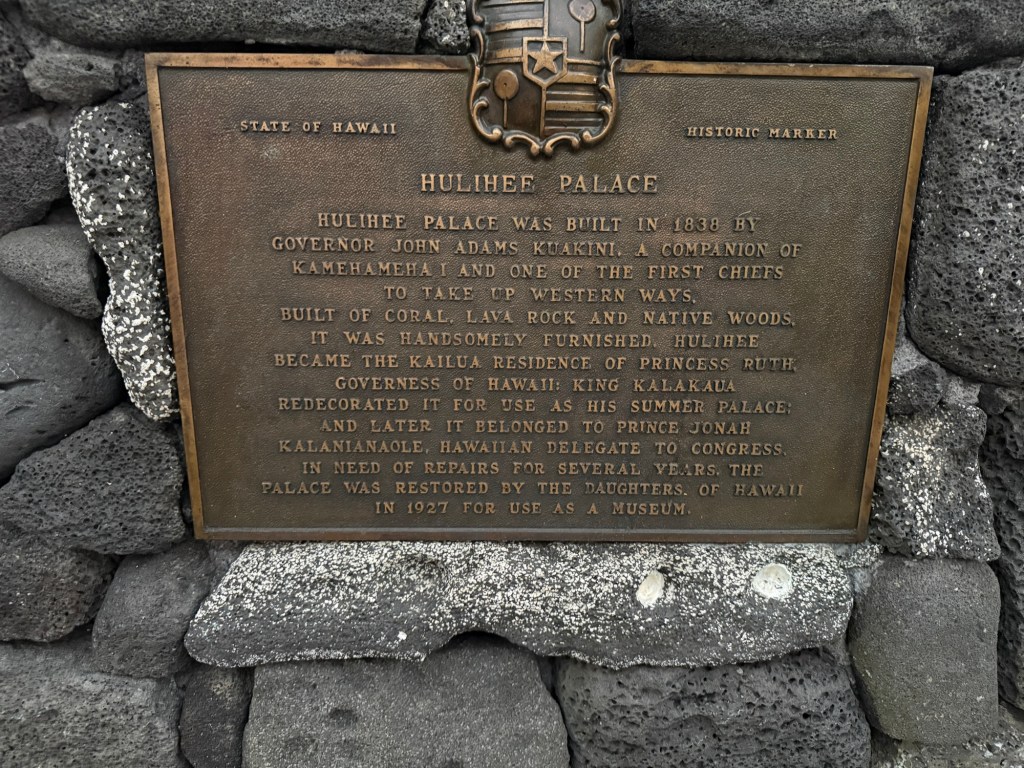 STATE OF HAWAII
HISTORIC MARKER
HULIHEE PALACE
HULIHEE PALACE WAS BUILT IN 1838 BY
GOVERNOR JOHN ADAMS KUAKINI, A COMPANION OF
KAMEHAMEHA I AND ONE OF THE FIRST CHIEFS
TO TAKE UP WESTERN WAYS.
BUILT OF CORAL, LAVA ROCK AND NATIVE WOODS,
IT WAS HANDSOMELY FURNISHED. HULIHEE
BECAME THE KAILUA RESIDENCE OF PRINCESS RUTH,
GOVERNESS OF HAWAII: KING KALAKAUA
REDECORATED IT FOR USE AS HIS SUMMER PALACE;
AND LATER IT BELONGED TO PRINCE JONAH
KALANIANAOLE, HAWAIIAN DELEGATE TO CONGRESS.
IN NEED OF REPAIRS FOR SEVERAL YEARS, THE
PALACE WAS RESTORED BY THE DAUGHTERS. OF HAWAII
IN 1927 FOR USE AS A MUSEUM.